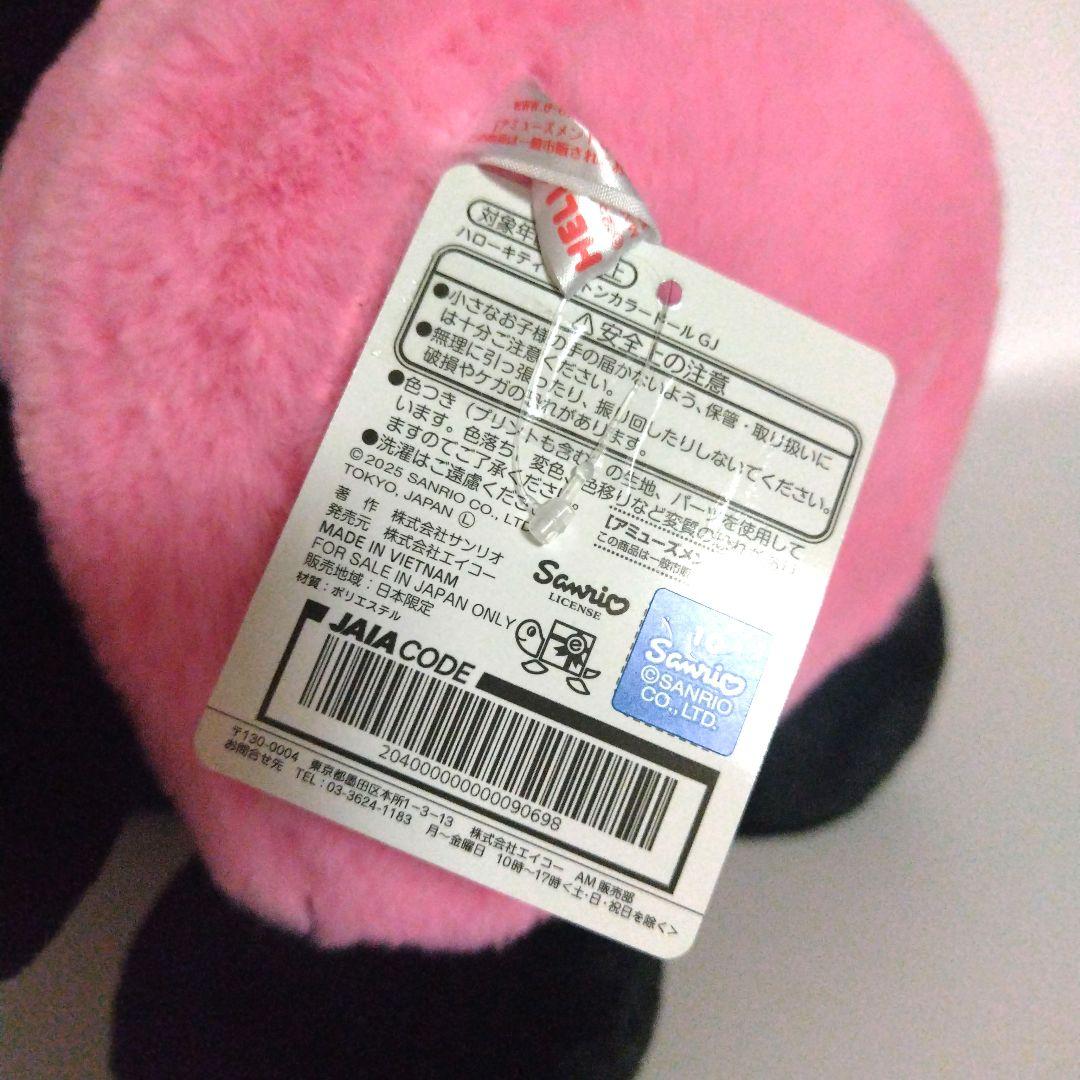 対象年
上
ハローキティ
トンカラードール GJ
⚠安全上の注意
●小さなお子様の手の届かないよう、保管・取り扱いに
は十分ご注意ください。
●無理に引っ張ったり、振り回したりしないでください。
破損やケガの恐れがあります。
●色つき(プリントも含む)の生地、パーツを使用して
います。色落ち、変色、色移りなど変質の恐れ
ますのでご了承ください。
●洗濯はご遠慮ください。
©2025 SANRIO CO., LTD.
TOKYO, JAPAN Ⓛ
【アミューズメン
この商品は一般市
著 作 株式会社サンリオ
発売元 株式会社エイコー
MADE IN VIETNAM
FOR SALE IN JAPAN ONLY
販売地域:日本限定
材質:ポリエステル
Sanrio
LICENSE
Sanrio
©SANRIO
CO., LTD.
JAIA CODE
2040000000090698
〒130-0004 東京都墨田区本所1-3-13 株式会社エイコー AM販売部
お問合せ先 TEL:03-3624-1183 月〜金曜日 10時〜17時<土・日・祝日を除く>
HELL